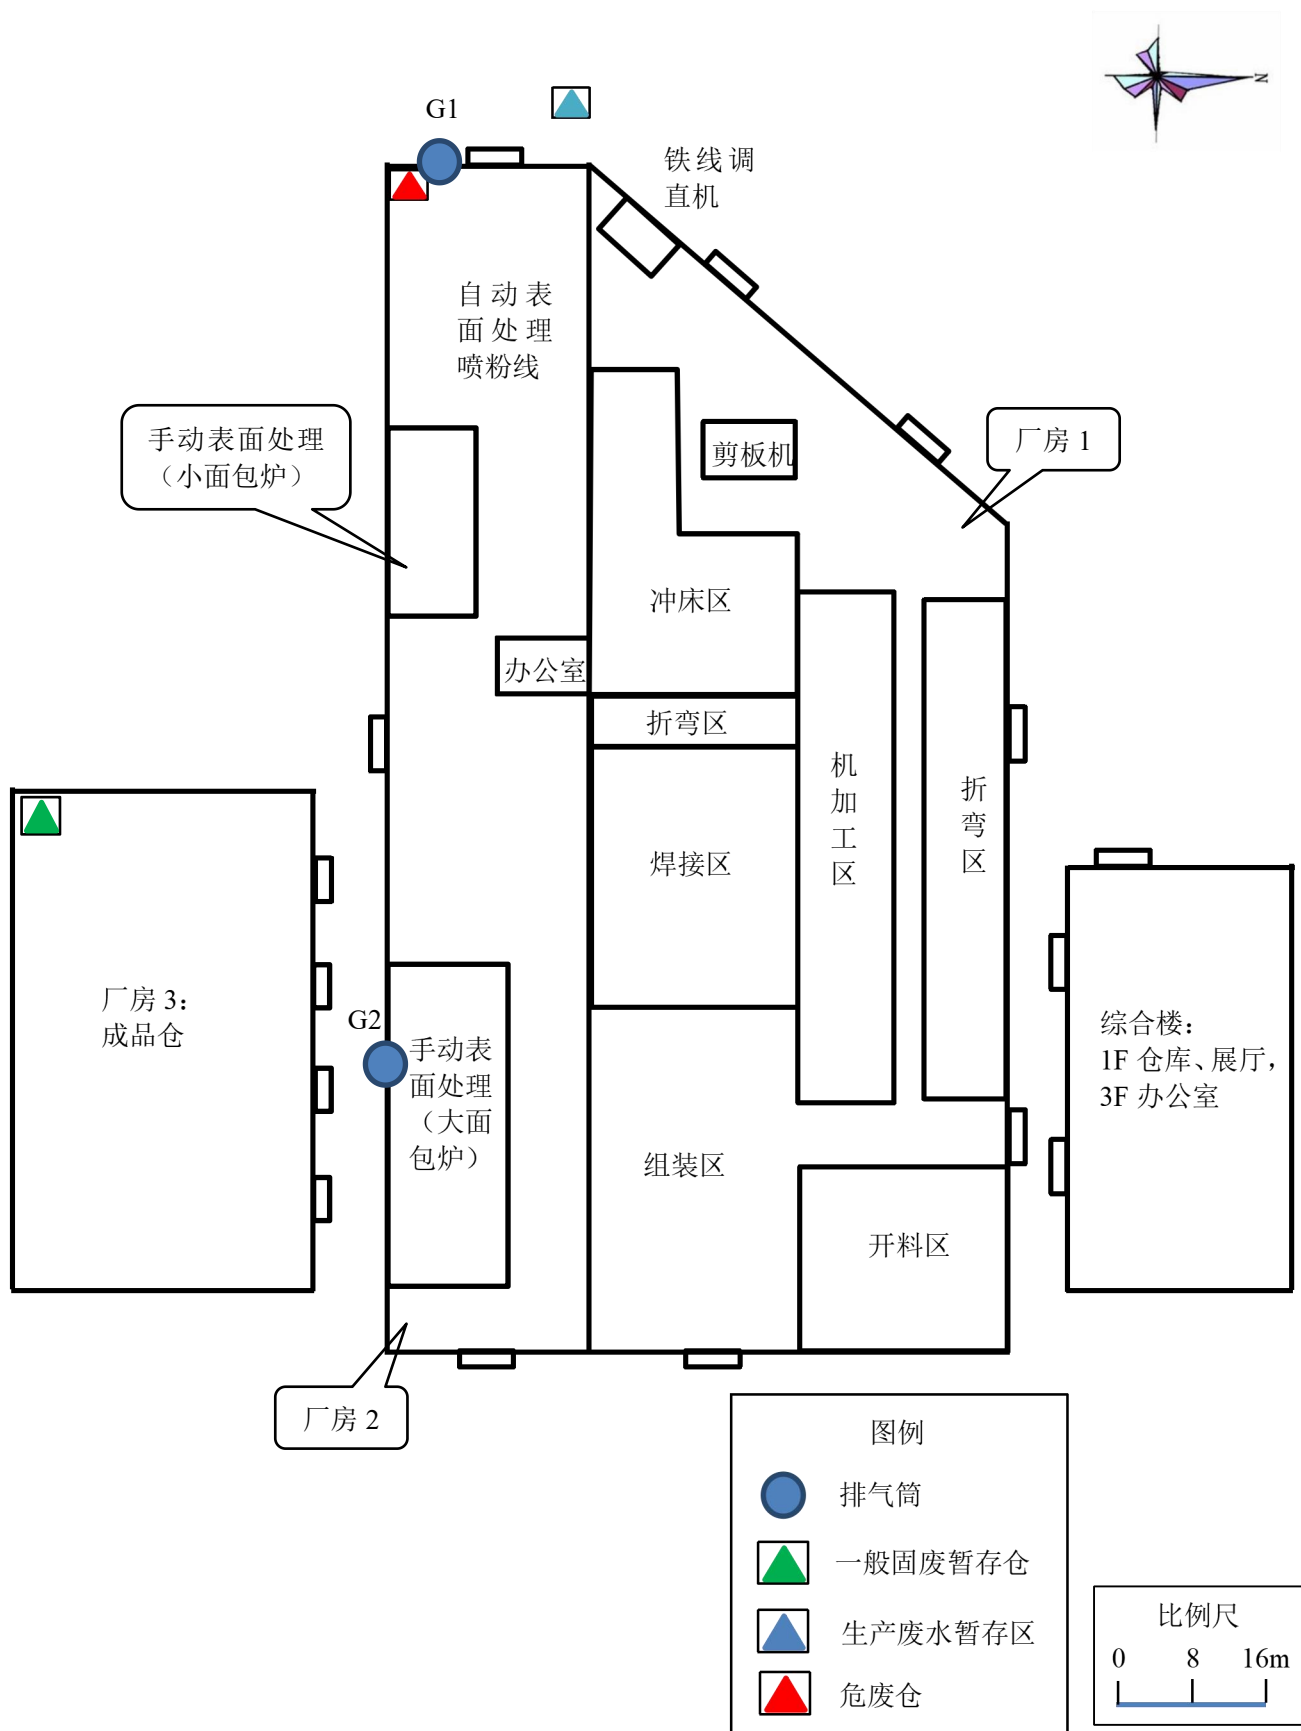 N
G1
铁线调
直机
自动表
面处理
喷粉线
手动表面处理
（小面包炉）
厂房 1
剪板机
冲床区
办公室
折弯区
机
加
工
区
折
弯
区
焊接区
厂房 3：
成品仓
G2
手动表
面处理
（大面
包炉）
综合楼：
1F 仓库、展厅，
3F 办公室
组装区
开料区
厂房 2
图例
排气筒
一般固废暂存仓
生产废水暂存区
危废仓
比例尺
0 8 16m